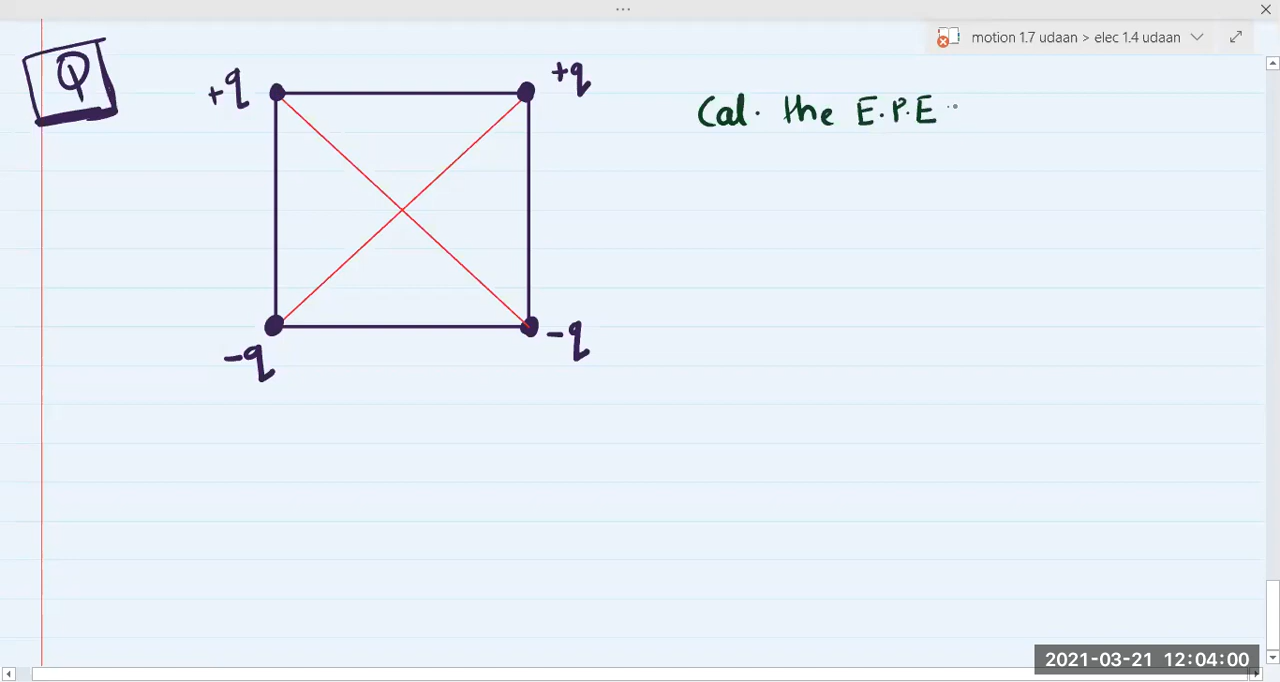 ...
motion 1.7 udaan > elec 1.4 udaan
Q
+q
+q
Cal. the E.P.E
-q
-q
2021-03-21 12:04:00